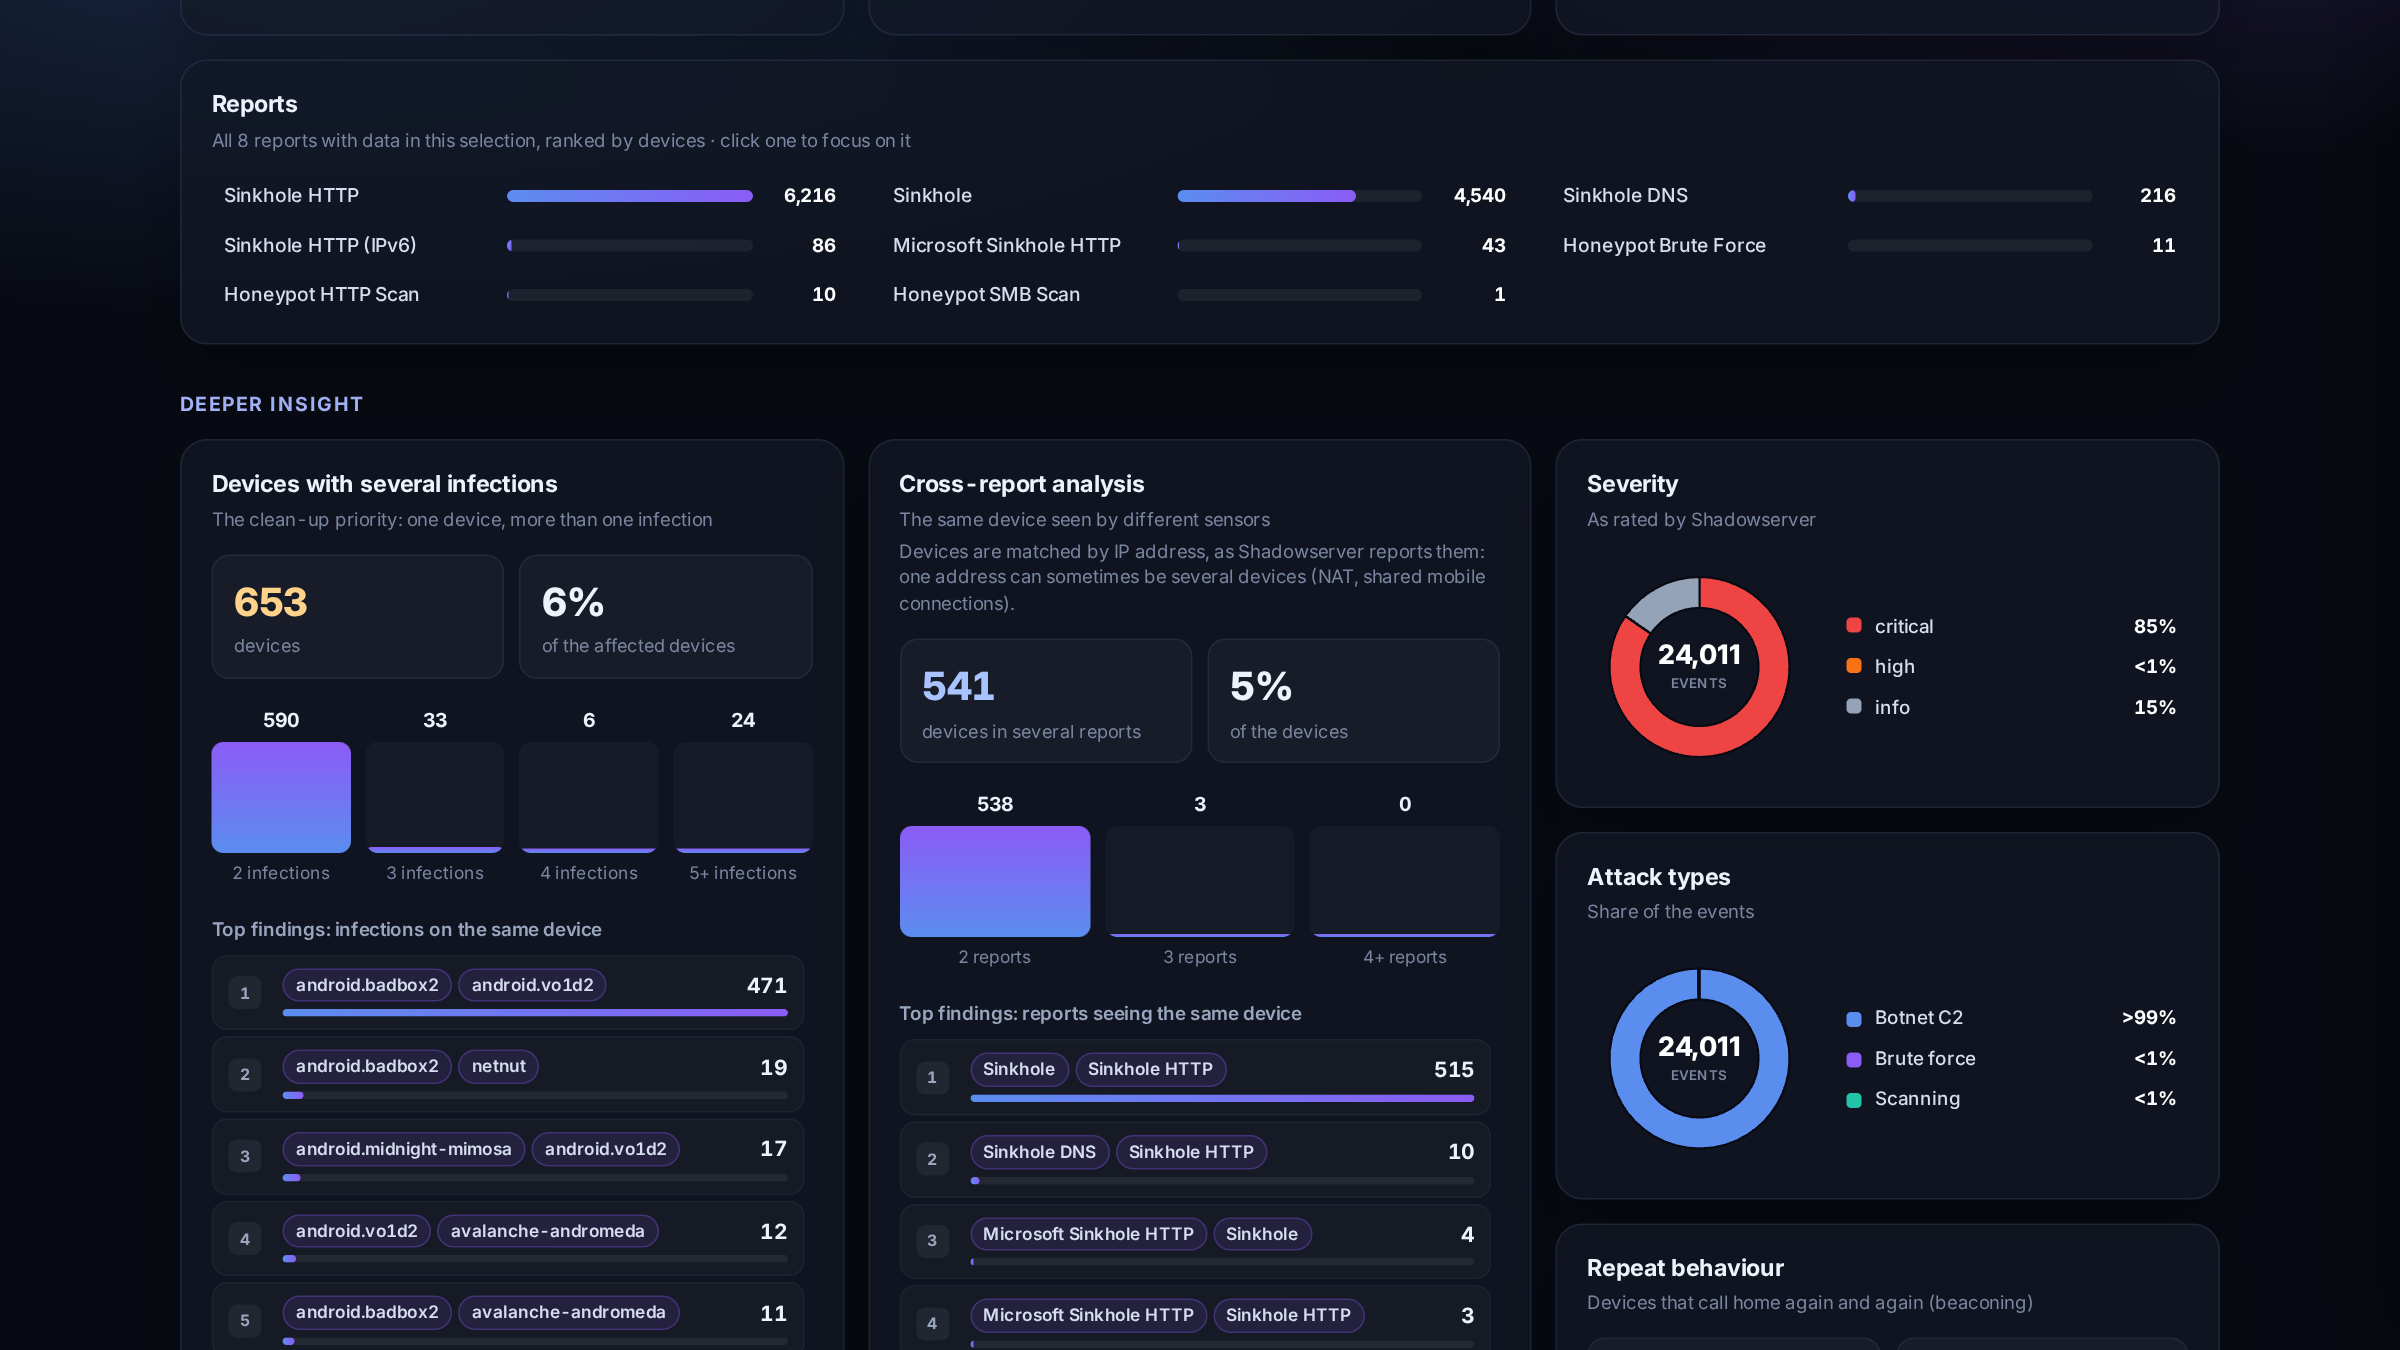 Reports
All 8 reports with data in this selection, ranked by devices · click one to focus on it
Sinkhole HTTP 6,216
Sinkhole 4,540
Sinkhole DNS 216
Sinkhole HTTP (IPv6) 86
Microsoft Sinkhole HTTP 43
Honeypot Brute Force 11
Honeypot HTTP Scan 10
Honeypot SMB Scan 1
DEEPER INSIGHT
Devices with several infections
The clean-up priority: one device, more than one infection
653
devices
6%
of the affected devices
590 33 6 24
2 infections 3 infections 4 infections 5+ infections
Top findings: infections on the same device
1 android.badbox2 android.vo1d2 471
2 android.badbox2 netnut 19
3 android.midnight-mimosa android.vo1d2 17
4 android.vo1d2 avalanche-andromeda 12
5 android.badbox2 avalanche-andromeda 11
Cross-report analysis
The same device seen by different sensors
Devices are matched by IP address, as Shadowserver reports them:
one address can sometimes be several devices (NAT, shared mobile
connections).
541
devices in several reports
5%
of the devices
538 3 0
2 reports 3 reports 4+ reports
Top findings: reports seeing the same device
1 Sinkhole Sinkhole HTTP 515
2 Sinkhole DNS Sinkhole HTTP 10
3 Microsoft Sinkhole HTTP Sinkhole 4
4 Microsoft Sinkhole HTTP Sinkhole HTTP 3
Severity
As rated by Shadowserver
24,011
EVENTS
critical 85%
high <1%
info 15%
Attack types
Share of the events
24,011
EVENTS
Botnet C2 >99%
Brute force <1%
Scanning <1%
Repeat behaviour
Devices that call home again and again (beaconing)